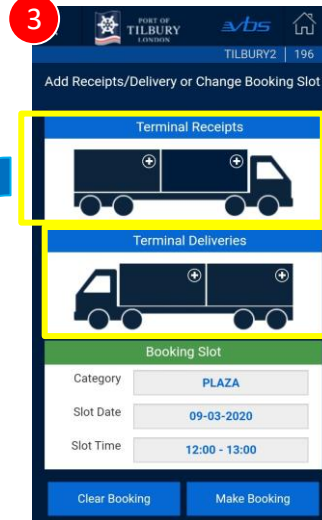 3
PORT OF
TILBURY
LONDON
vbs
TILBURY2 | 196
Add Receipts/Delivery or Change Booking Slot
Terminal Receipts
Terminal Deliveries
Booking Slot
Category PLAZA
Slot Date 09-03-2020
Slot Time 12:00 - 13:00
Clear Booking Make Booking